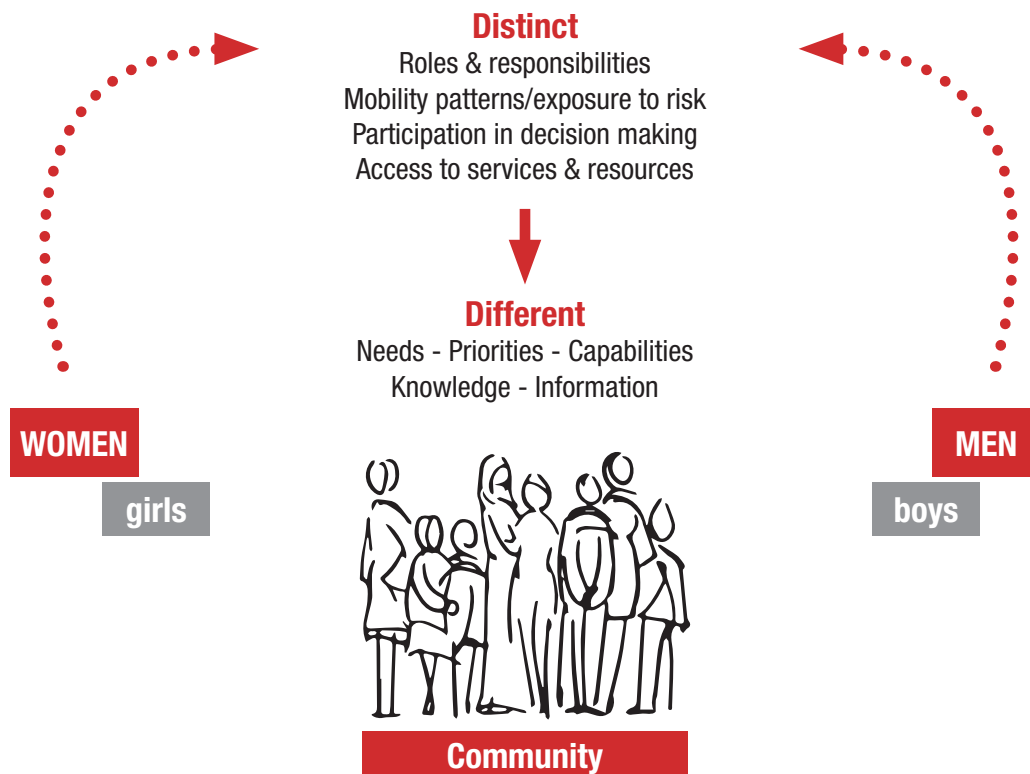 Distinct
Roles & responsibilities
Mobility patterns/exposure to risk
Participation in decision making
Access to services & resources
Different
Needs - Priorities - Capabilities
Knowledge - Information
WOMEN
girls
MEN
boys
Community